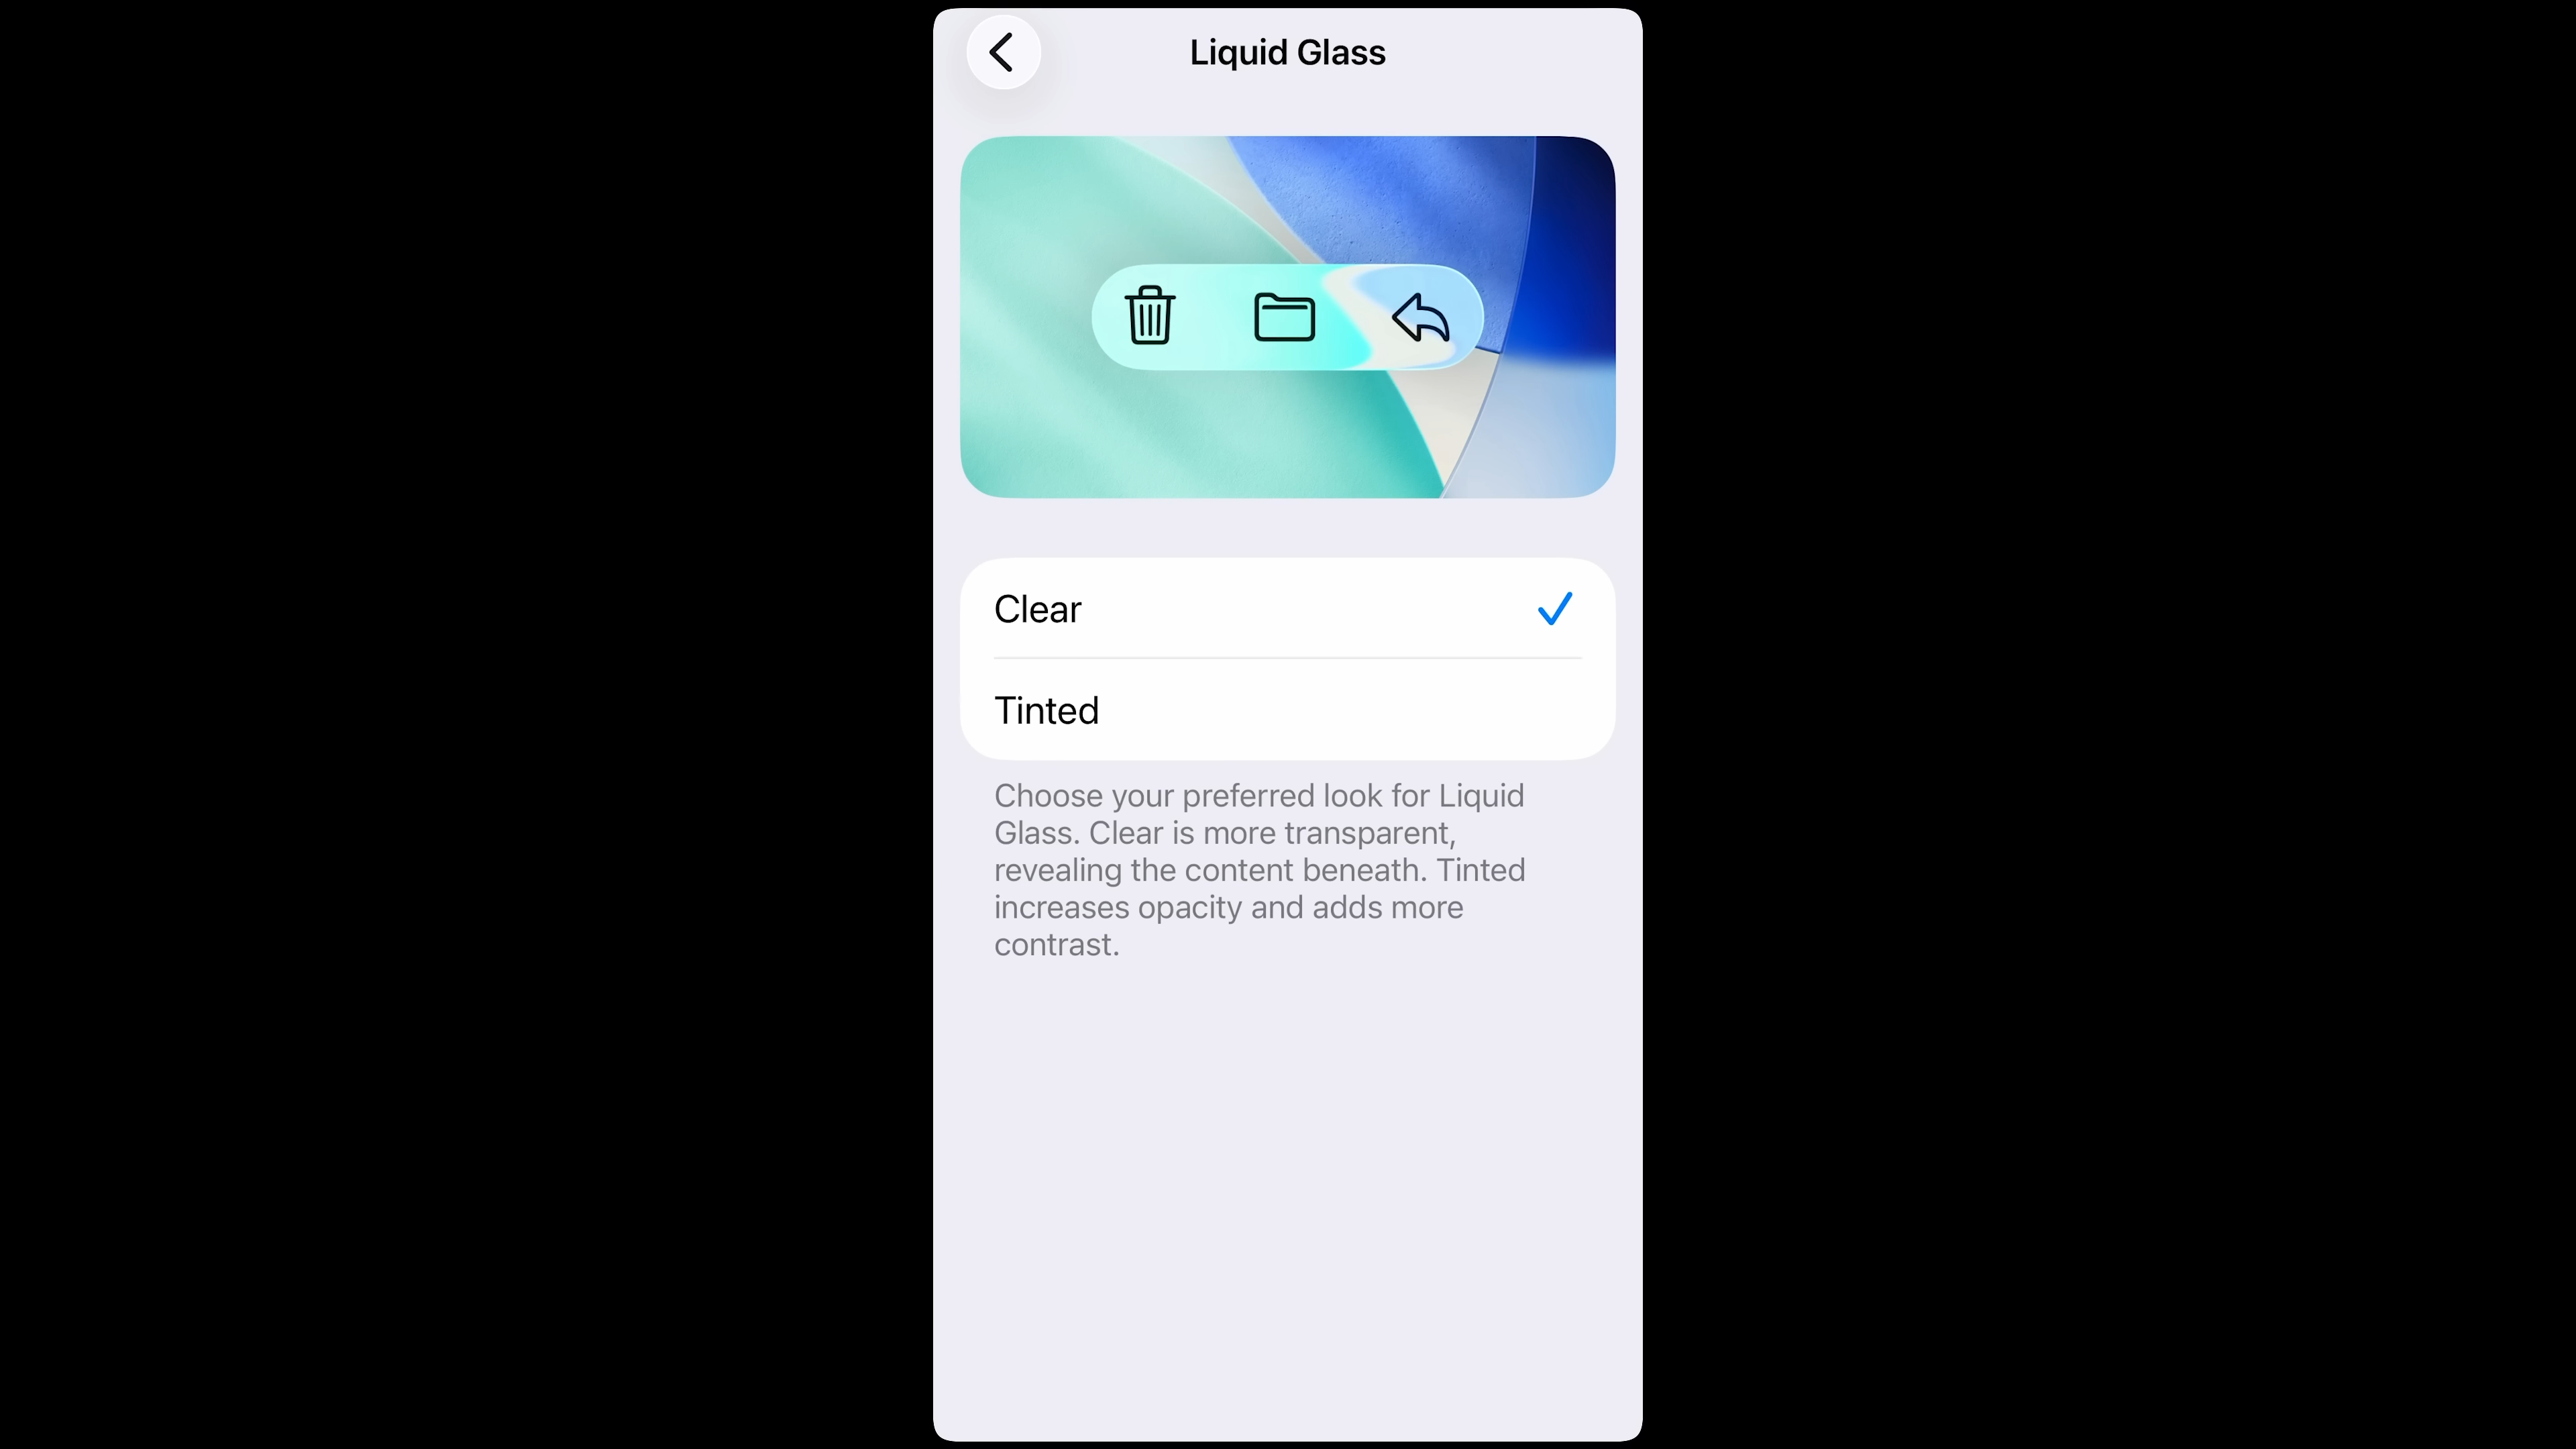 Liquid Glass
Clear
Tinted
Choose your preferred look for Liquid
Glass. Clear is more transparent,
revealing the content beneath. Tinted
increases opacity and adds more
contrast.